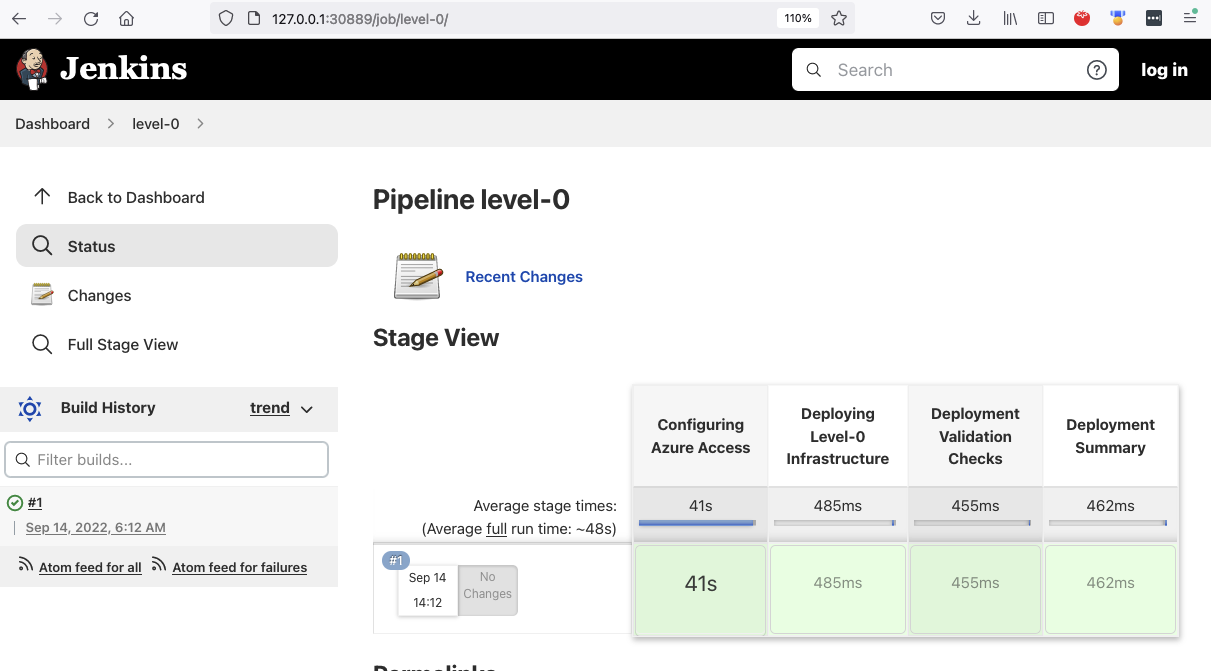 127.0.0.1:30889/job/level-0/
110%
Jenkins
Search
log in
Dashboard
level-0
Back to Dashboard
Status
Changes
Full Stage View
Build History
trend
Filter builds...
#1
Sep 14, 2022, 6:12 AM
Atom feed for all
Atom feed for failures
Pipeline level-0
Recent Changes
Stage View
Configuring
Azure Access
Deploying
Level-0
Infrastructure
Deployment
Validation
Checks
Deployment
Summary
Average stage times:
(Average full run time: ~48s)
41s
485ms
455ms
462ms
#1
Sep 14
14:12
No
Changes
41s
485ms
455ms
462ms
Permalinks